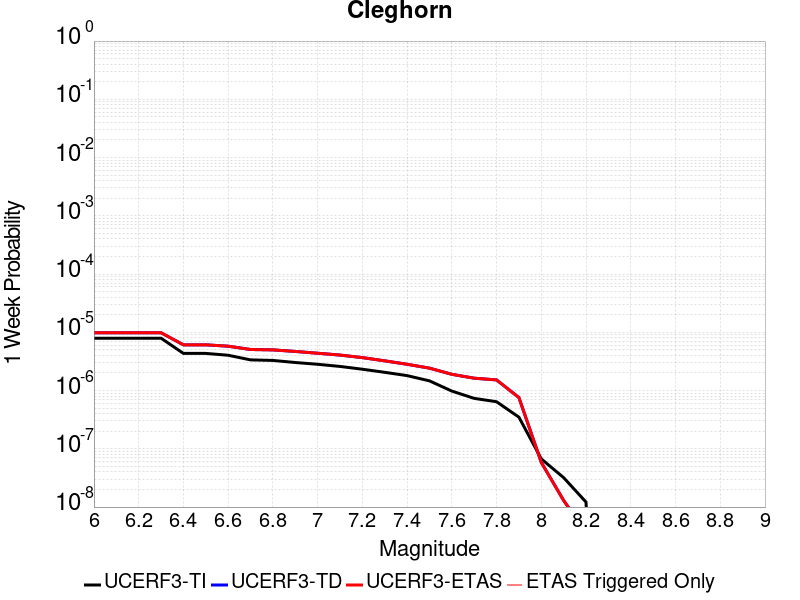 Cleghorn
10^0
10^-1
10^-2
10^-3
10^-4
10^-5
10^-6
10^-7
10^-8
1 Week Probability
6 6.2 6.4 6.6 6.8 7 7.2 7.4 7.6 7.8 8 8.2 8.4 8.6 8.8 9
Magnitude
UCERF3-TI UCERF3-TD UCERF3-ETAS ETAS Triggered Only